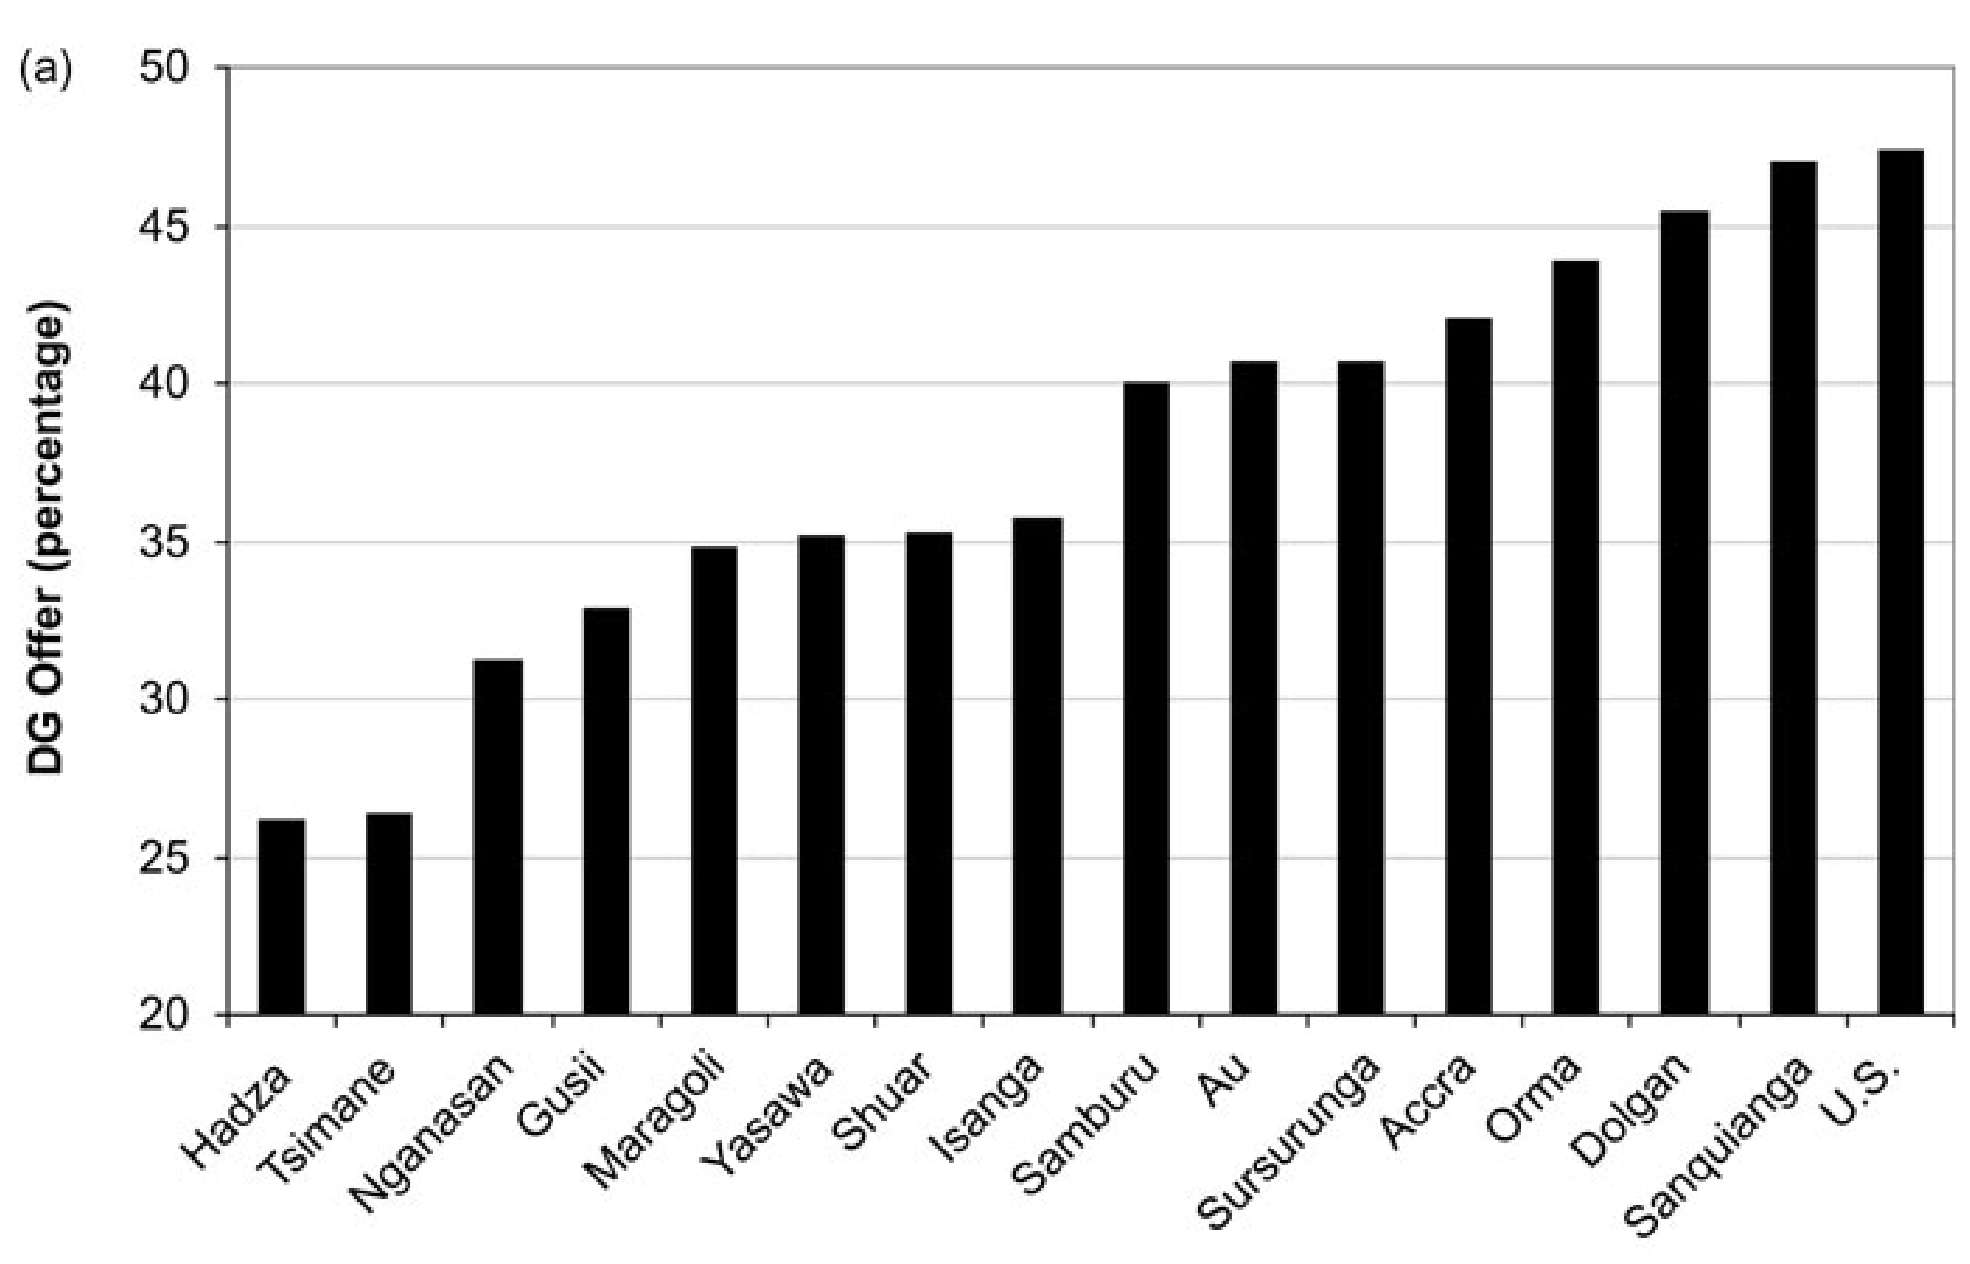 (a)
DG Offer (percentage)
50
45
40
35
30
25
20
Hadza
Tsimane
Nganasan
Gusii
Maragoli
Yasawa
Shuar
Isanga
Samburu
Au
Sursurunga
Accra
Orma
Dolgan
Sanquianga
U.S.